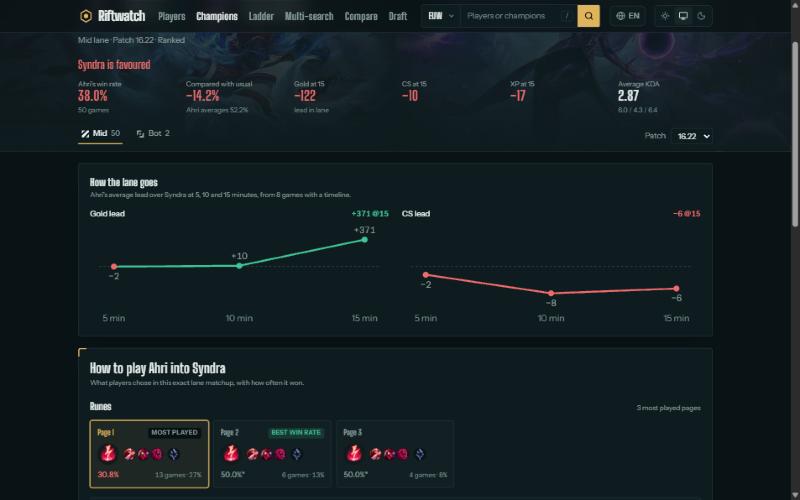 Riftwatch Players Champions Ladder Multi-search Compare Draft EUW Players or champions / EN
Mid lane · Patch 16.22 · Ranked
Syndra is favoured
Ahri's win rate Compared with usual Gold at 15 CS at 15 XP at 15 Average KDA
38.0% −14.2% −122 −10 −17 2.87
50 games Ahri averages 52.2% lead in lane 6.0 / 4.3 / 6.4
Mid 50 Bot 2 Patch 16.22
How the lane goes
Ahri's average lead over Syndra at 5, 10 and 15 minutes, from 8 games with a timeline.
Gold lead +371 @15 CS lead −6 @15
+371
+10
−2 −2
−8 −6
5 min 10 min 15 min 5 min 10 min 15 min
How to play Ahri into Syndra
What players chose in this exact lane matchup, with how often it won.
Runes 3 most played pages
Page 1 MOST PLAYED Page 2 BEST WIN RATE Page 3
30.8% 13 games · 27% 50.0%* 6 games · 13% 50.0%* 4 games · 8%